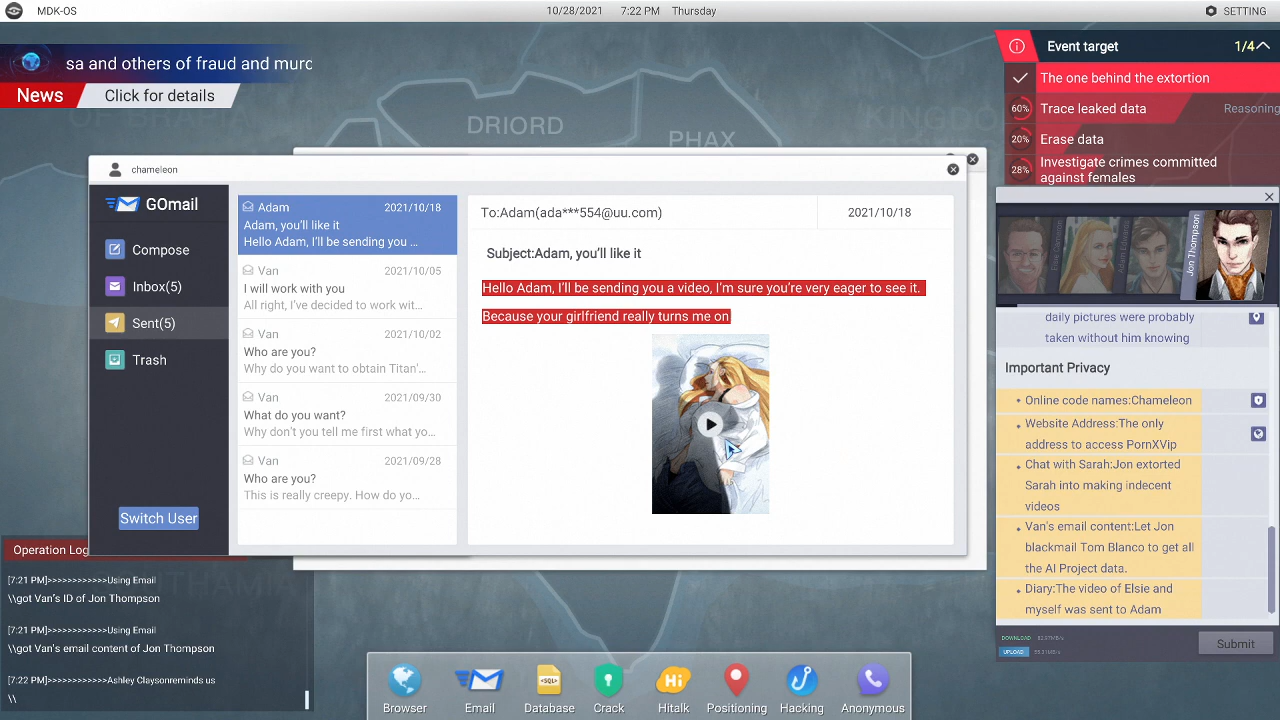 MDK-OS
10/28/2021 7:22 PM Thursday
SETTING
sa and others of fraud and murc
News
Click for details
DRIORD
PHAX
Event target
1/4
The one behind the extortion
60%
Trace leaked data
Reasoning
20%
Erase data
28%
Investigate crimes committed
against females
chameleon
GOmail
Compose
Inbox(5)
Sent(5)
Trash
Switch User
Adam 2021/10/18
Adam, you'll like it
Hello Adam, I'll be sending you ...
Van 2021/10/05
I will work with you
All right, I've decided to work wit...
Van 2021/10/02
Who are you?
Why do you want to obtain Titan'...
Van 2021/09/30
What do you want?
Why don't you tell me first what yo...
Van 2021/09/28
Who are you?
This is really creepy. How do yo...
To:Adam(ada***554@uu.com)
2021/10/18
Subject:Adam, you'll like it
Hello Adam, I'll be sending you a video, I'm sure you're very eager to see it.
Because your girlfriend really turns me on
Jon Thompson
daily pictures were probably
taken without him knowing
Important Privacy
• Online code names:Chameleon
• Website Address:The only
address to access PornXVip
• Chat with Sarah:Jon extorted
Sarah into making indecent
videos
• Van's email content:Let Jon
blackmail Tom Blanco to get all
the AI Project data.
• Diary:The video of Elsie and
myself was sent to Adam
DOWNLOAD
UPLOAD
Submit
Operation Log
[7:21 PM]>>>>>>>>>>>>Using Email
\\got Van's ID of Jon Thompson
[7:21 PM]>>>>>>>>>>>>Using Email
\\got Van's email content of Jon Thompson
[7:22 PM]>>>>>>>>>>>>Ashley Claysonreminds us
\\
Browser
Email
<SQL>
Database
Crack
Hi
Hitalk
Positioning
Hacking
Anonymous